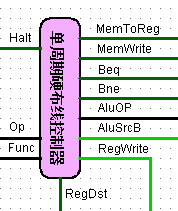 Halt
Op
Func
单周期硬布线控制器
MemToReg
MemWrite
Beq
Bne
AluOP
AluSrcB
RegWrite
RegDst